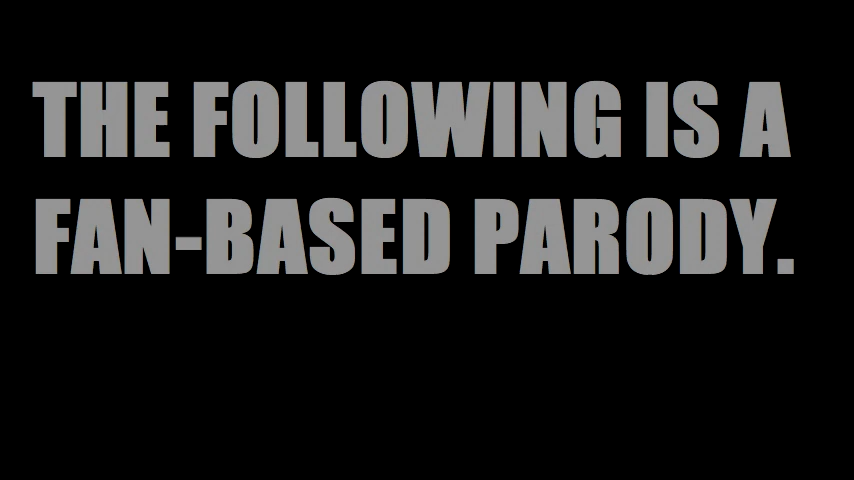 THE FOLLOWING IS A
FAN-BASED PARODY.